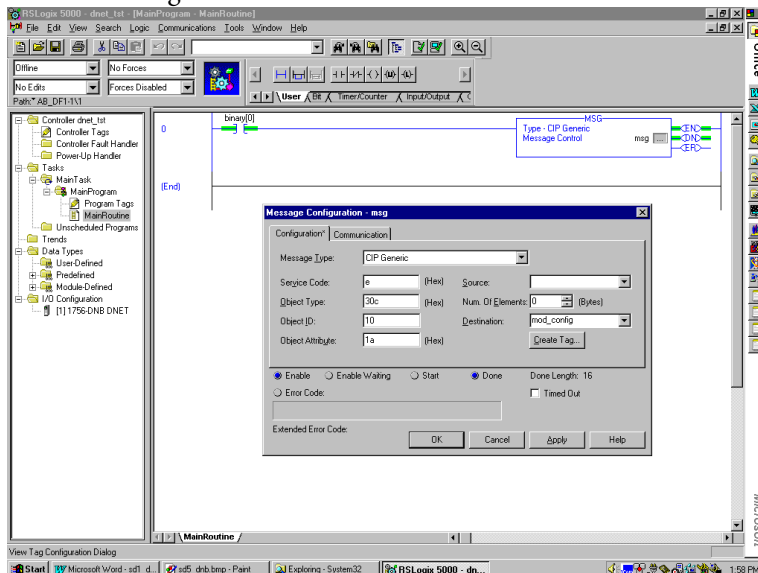 RSLogix 5000 - dnet_tst - [MainProgram - MainRoutine]
File Edit View Search Logic Communications Tools Window Help
Offline
No Forces
No Edits
Forces Disabled
Path: AB_DF1-1\1
User Bit Timer/Counter Input/Output
Controller dnet_tst
Controller Tags
Controller Fault Handler
Power-Up Handler
Tasks
MainTask
MainProgram
Program Tags
MainRoutine
Unscheduled Programs
Trends
Data Types
User-Defined
Predefined
Module-Defined
I/O Configuration
[1] 1756-DNB DNET
0
binary[0]
MSG
Type - CIP Generic
Message Control msg ...
EN
DN
ER
(End)
Message Configuration - msg
Configuration* Communication
Message Type: CIP Generic
Service Code: e (Hex) Source:
Object Type: 30c (Hex) Num. Of Elements: 0 (Bytes)
Object ID: 10 Destination: mod_config
Object Attribute: 1a (Hex) Create Tag...
Enable Enable Waiting Start Done Done Length: 16
Error Code: Timed Out
Extended Error Code:
OK Cancel Apply Help
MainRoutine
View Tag Configuration Dialog
Start Microsoft Word - sd1 d... sd5 dnb.bmp - Paint Exploring - System32 RSLogix 5000 - dn... 1:58 PM
Office